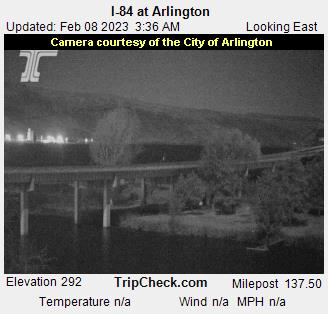 I-84 at Arlington
Updated: Feb 08 2023 3:36 AM Looking East
Camera courtesy of the City of Arlington
Elevation 292 TripCheck.com Milepost 137.50
Temperature n/a Wind n/a MPH n/a